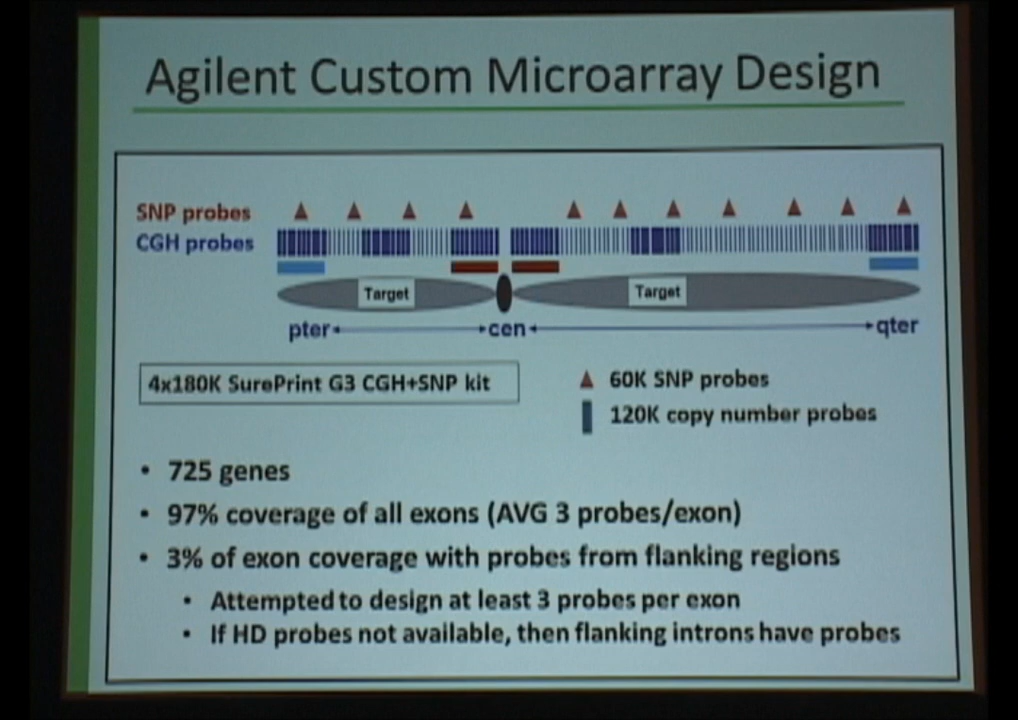 Agilent Custom Microarray Design
SNP probes
CGH probes
Target
Target
pter
cen
qter
4x180K SurePrint G3 CGH+SNP kit
60K SNP probes
120K copy number probes
• 725 genes
• 97% coverage of all exons (AVG 3 probes/exon)
• 3% of exon coverage with probes from flanking regions
• Attempted to design at least 3 probes per exon
• If HD probes not available, then flanking introns have probes